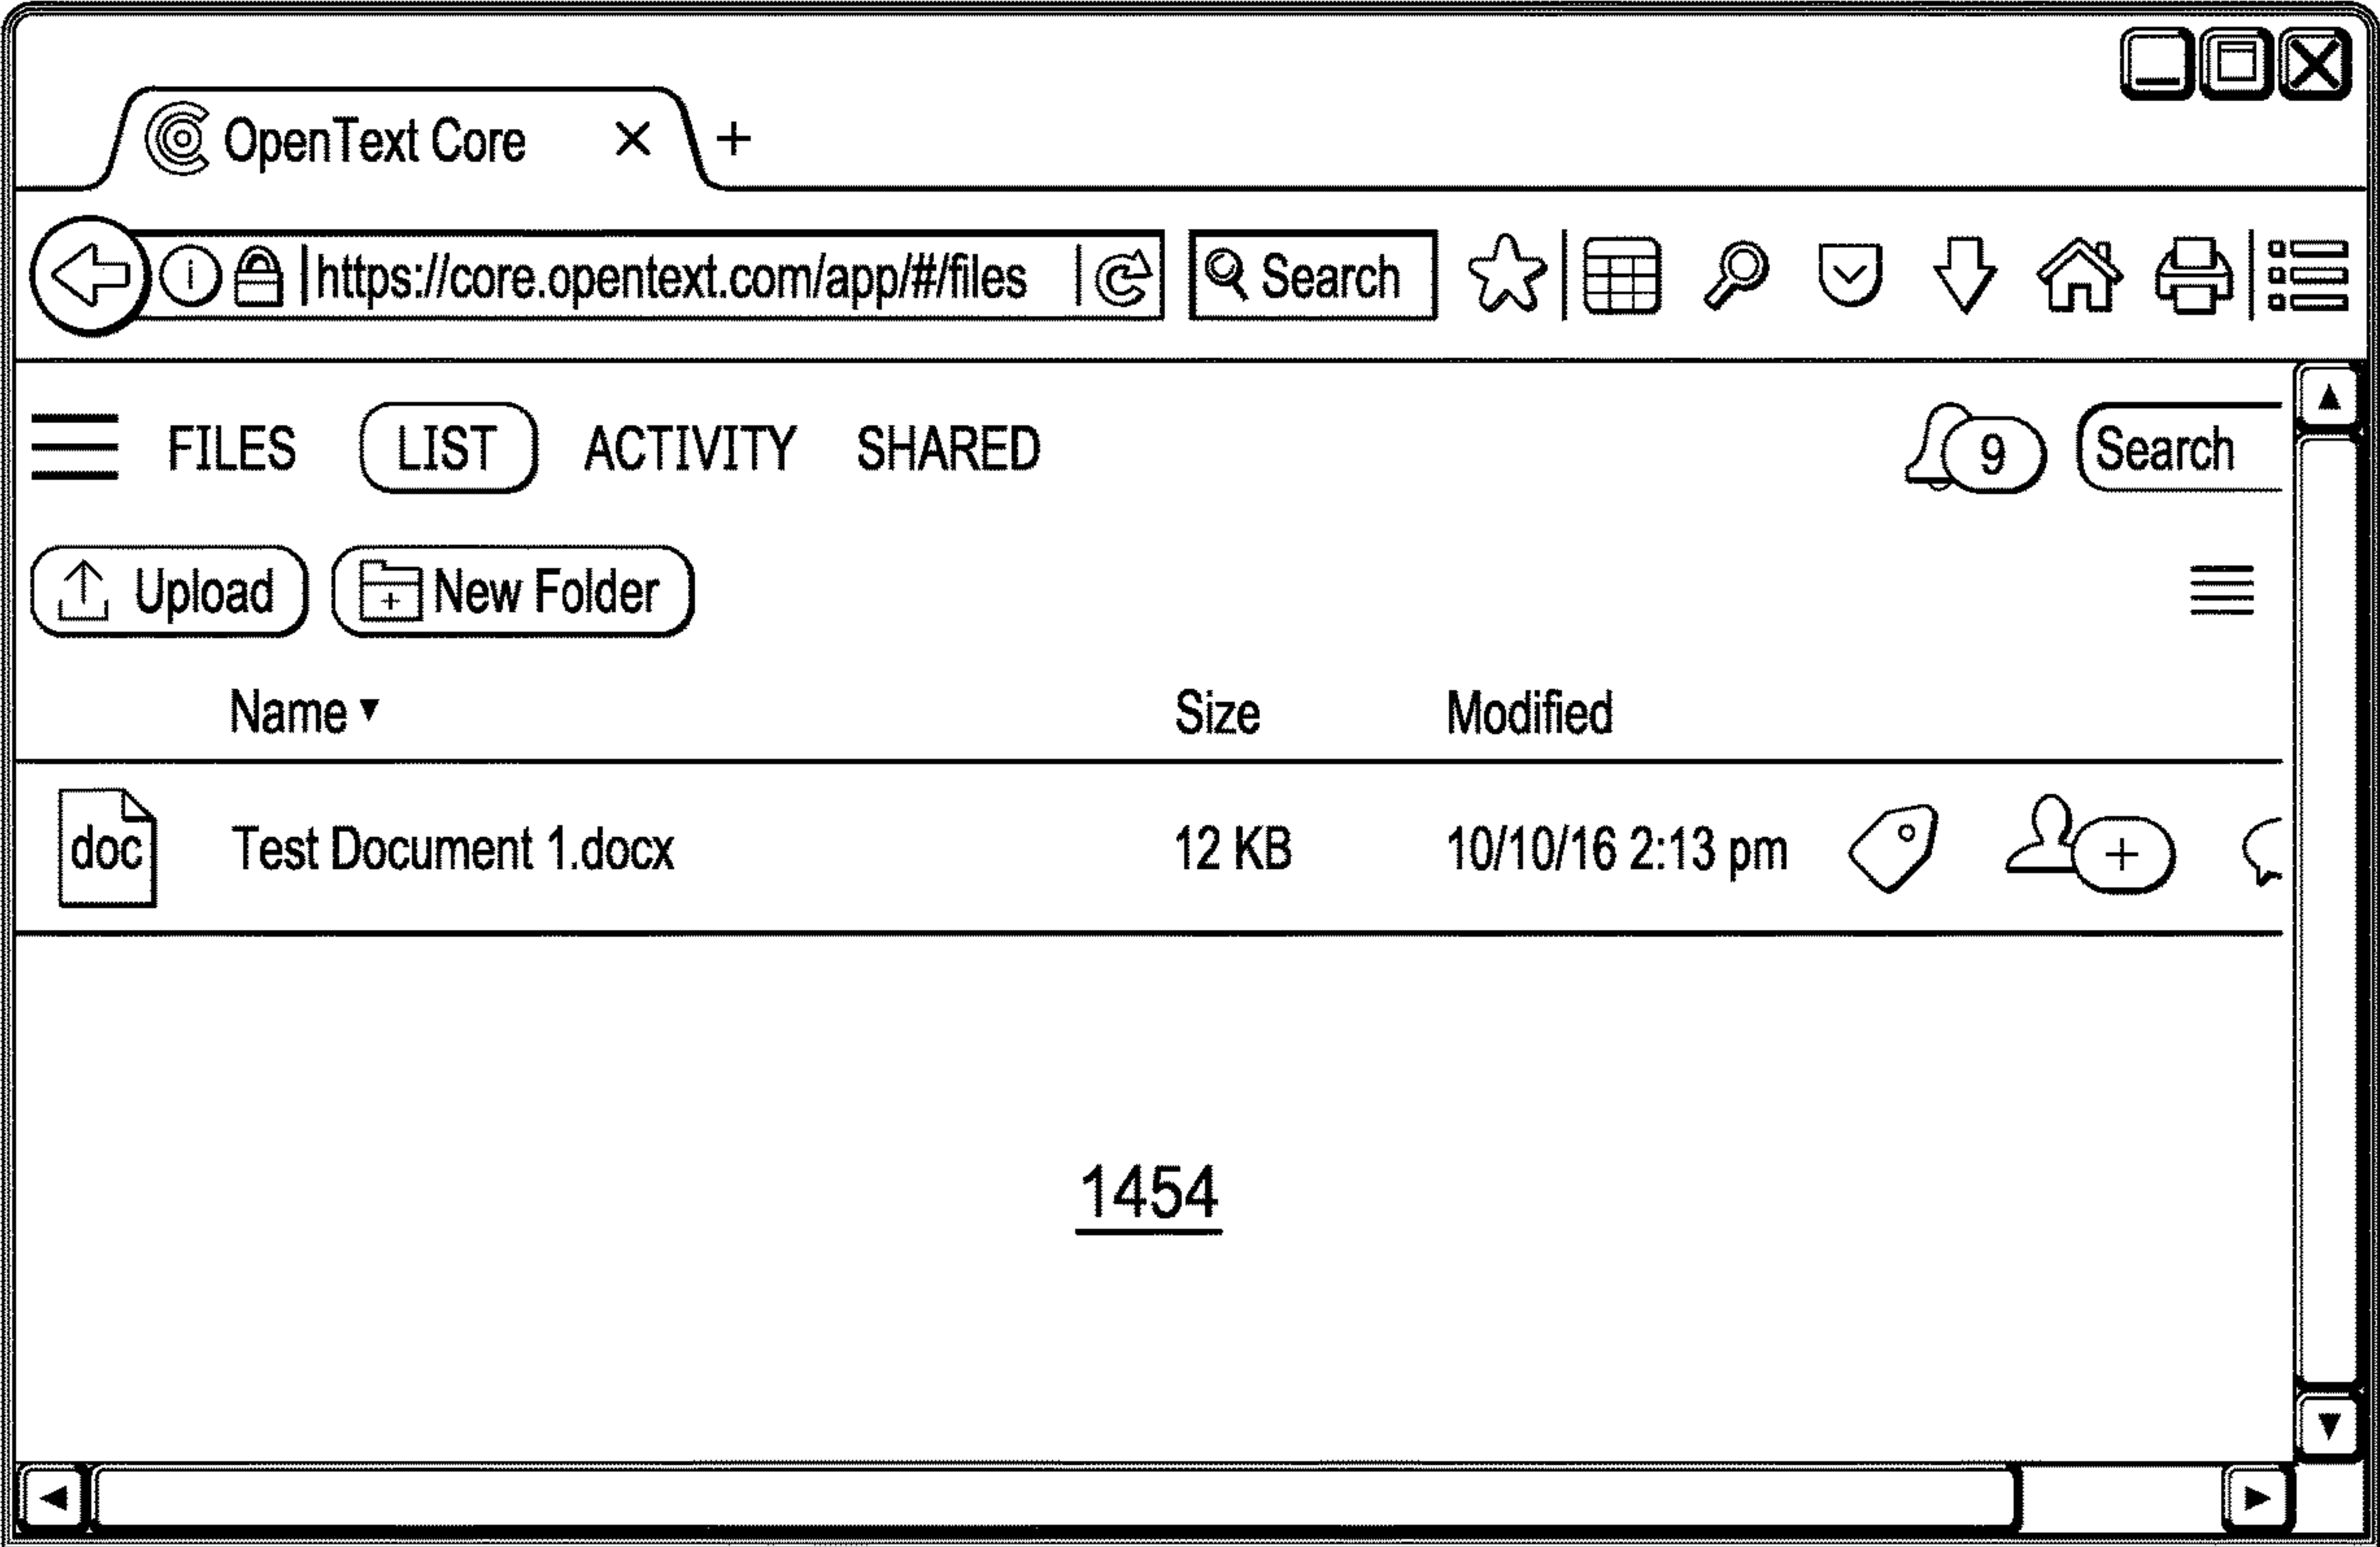 OpenText Core
https://core.opentext.com/app/#/files Search
FILES LIST ACTIVITY SHARED 9 Search
Upload New Folder
Name Size Modified
doc Test Document 1.docx 12 KB 10/10/16 2:13 pm
1454